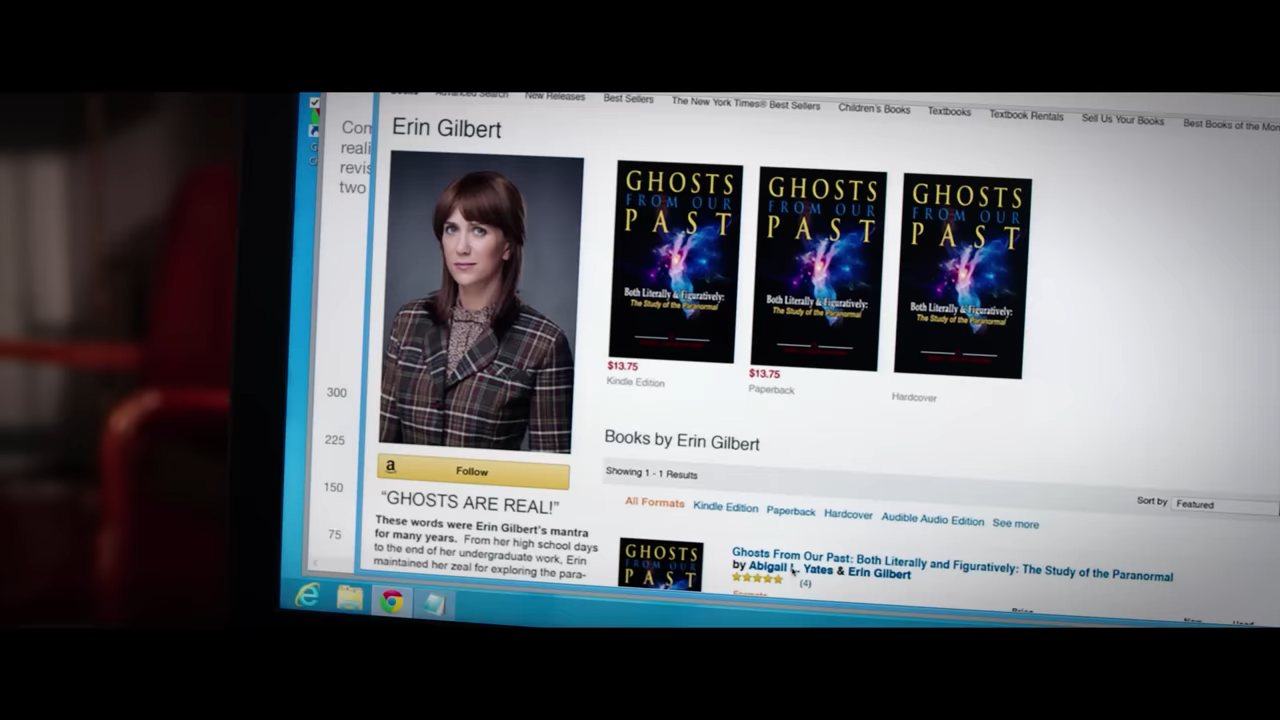 Advanced Search New Releases Best Sellers The New York Times® Best Sellers Children's Books Textbooks Textbook Rentals Sell Us Your Books Best Books of the Mon
Com
reali
revis
two
300
225
150
75
Erin Gilbert
GHOSTS
FROM OUR
PAST
Both Literally & Figuratively:
The Study of the Paranormal
$13.75
Kindle Edition
GHOSTS
FROM OUR
PAST
Both Literally & Figuratively:
The Study of the Paranormal
$13.75
Paperback
GHOSTS
FROM OUR
PAST
Both Literally & Figuratively:
The Study of the Paranormal
Hardcover
a Follow
“GHOSTS ARE REAL!”
These words were Erin Gilbert's mantra
for many years. From her high school days
to the end of her undergraduate work, Erin
maintained her zeal for exploring the para-
Books by Erin Gilbert
Showing 1 - 1 Results
Sort by Featured
All Formats Kindle Edition Paperback Hardcover Audible Audio Edition See more
GHOSTS
FROM OUR
PAST
Ghosts From Our Past: Both Literally and Figuratively: The Study of the Paranormal
by Abigail L. Yates & Erin Gilbert
(4)